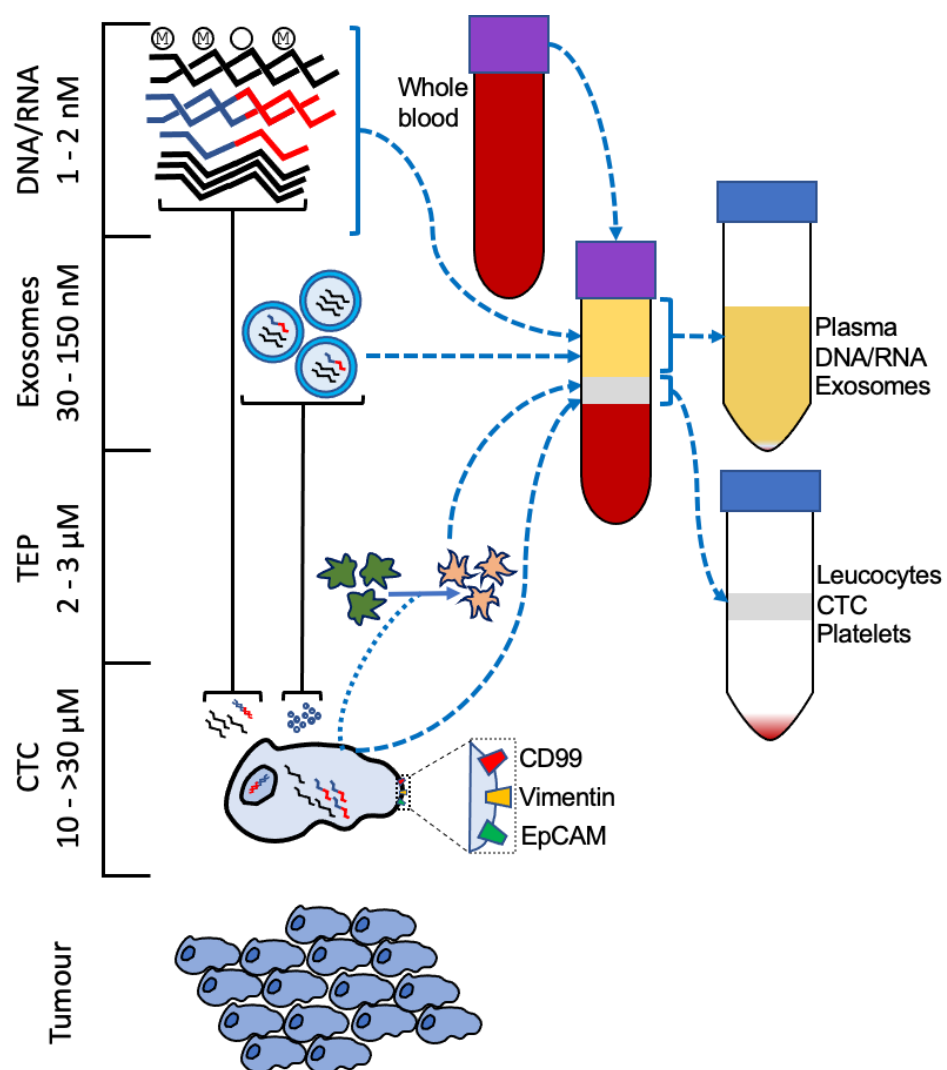 DNA/RNA
1 - 2 nM
Exosomes
30 - 150 nM
TEP
2 - 3 µM
CTC
10 - >30 µM
Tumour
M
M
M
Whole
blood
Plasma
DNA/RNA
Exosomes
Leucocytes
CTC
Platelets
CD99
Vimentin
EpCAM